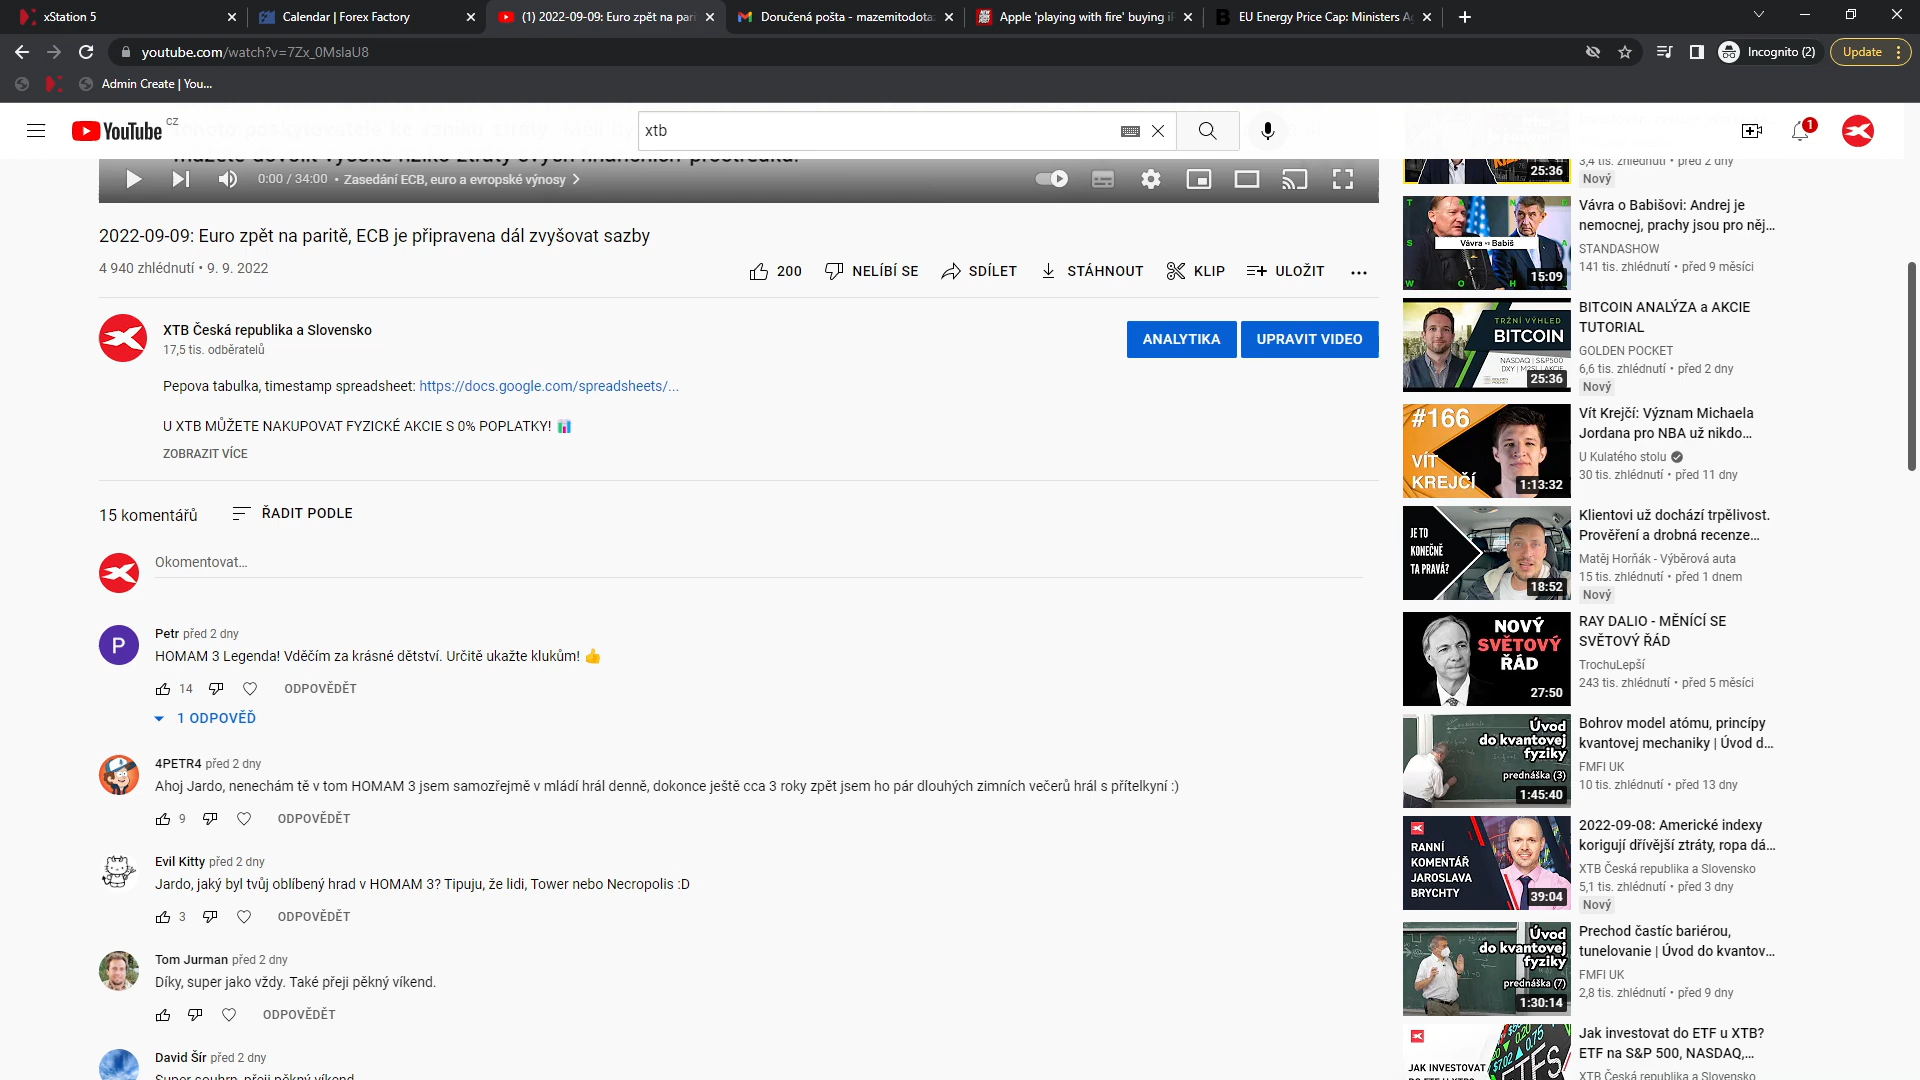 xStation 5
Calendar | Forex Factory
(1) 2022-09-09: Euro zpět na pari
Doručená pošta - mazemitodota
Apple 'playing with fire' buying i
EU Energy Price Cap: Ministers A
youtube.com/watch?v=7Zx_0MslaU8
Incognito (2)
Update
Admin Create | You...
YouTube CZ
xtb
1
0:00 / 34:00 • Zasedání ECB, euro a evropské výnosy
2022-09-09: Euro zpět na paritě, ECB je připravena dál zvyšovat sazby
4 940 zhlédnutí • 9. 9. 2022
200
NELÍBÍ SE
SDÍLET
STÁHNOUT
KLIP
ULOŽIT
XTB Česká republika a Slovensko
17,5 tis. odběratelů
ANALYTIKA
UPRAVIT VIDEO
Pepova tabulka, timestamp spreadsheet: https://docs.google.com/spreadsheets/...
U XTB MŮŽETE NAKUPOVAT FYZICKÉ AKCIE S 0% POPLATKY! 📊
ZOBRAZIT VÍCE
15 komentářů
ŘADIT PODLE
Okomentovat...
P
Petr před 2 dny
HOMAM 3 Legenda! Vděčím za krásné dětství. Určitě ukažte klukům! 👍
14
ODPOVĚDĚT
1 ODPOVĚĎ
4PETR4 před 2 dny
Ahoj Jardo, nenechám tě v tom HOMAM 3 jsem samozřejmě v mládí hrál denně, dokonce ještě cca 3 roky zpět jsem ho pár dlouhých zimních večerů hrál s přítelkyní :)
9
ODPOVĚDĚT
Evil Kitty před 2 dny
Jardo, jaký byl tvůj oblíbený hrad v HOMAM 3? Tipuju, že lidi, Tower nebo Necropolis :D
3
ODPOVĚDĚT
Tom Jurman před 2 dny
Díky, super jako vždy. Také přeji pěkný víkend.
ODPOVĚDĚT
David Šír před 2 dny
Super souhrn, přeji pěkný víkend
25:36
3,4 tis. zhlédnutí • před 2 dny
Nový
STANDASHOW
Vávra vs Babiš
15:09
Vávra o Babišovi: Andrej je
nemocnej, prachy jsou pro něj...
STANDASHOW
141 tis. zhlédnutí • před 9 měsíci
TRŽNÍ VÝHLED
BITCOIN
NASDAQ | S&P500
DXY | M2SL | AKCIE
25:36
BITCOIN ANALÝZA a AKCIE
TUTORIAL
GOLDEN POCKET
6,6 tis. zhlédnutí • před 2 dny
Nový
#166
VÍT
KREJČÍ
1:13:32
Vít Krejčí: Význam Michaela
Jordana pro NBA už nikdo...
U Kulatého stolu
30 tis. zhlédnutí • před 11 dny
JE TO
KONEČNĚ
TA PRAVÁ?
18:52
Klientovi už dochází trpělivost.
Prověření a drobná recenze...
Matěj Horňák - Výběrová auta
15 tis. zhlédnutí • před 1 dnem
Nový
NOVÝ
SVĚTOVÝ
ŘÁD
27:50
RAY DALIO - MĚNÍCÍ SE
SVĚTOVÝ ŘÁD
TrochuLepší
243 tis. zhlédnutí • před 5 měsíci
Úvod
do kvantovej
fyziky
prednáška (3)
1:45:40
Bohrov model atómu, princípy
kvantovej mechaniky | Úvod d...
FMFI UK
10 tis. zhlédnutí • před 13 dny
RANNÍ
KOMENTÁŘ
JAROSLAVA
BRYCHTY
39:04
2022-09-08: Americké indexy
korigují dřívější ztráty, ropa dá...
XTB Česká republika a Slovensko
5,1 tis. zhlédnutí • před 3 dny
Nový
Úvod
do kvantovej
fyziky
prednáška (7)
1:30:14
Prechod častíc bariérou,
tunelovanie | Úvod do kvantov...
FMFI UK
2,8 tis. zhlédnutí • před 9 dny
JAK INVESTOVAT
ETFS
Jak investovat do ETF u XTB?
ETF na S&P 500, NASDAQ,...
XTB Česká republika a Slovensko